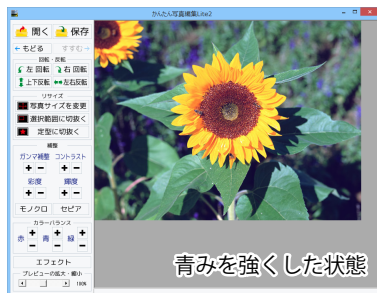 かんたん写真編集Lite2
開く 保存
もどる すすむ
回転・反転
左 回転 右 回転
上下反転 左右反転
リサイズ
写真サイズを変更
選択範囲に切抜く
定型に切抜く
補整
ガンマ補整 コントラスト
+ - + -
彩度 輝度
+ - + -
モノクロ セピア
カラーバランス
赤 + - 青 + - 緑 + -
エフェクト
プレビューの拡大・縮小
100%
青みを強くした状態